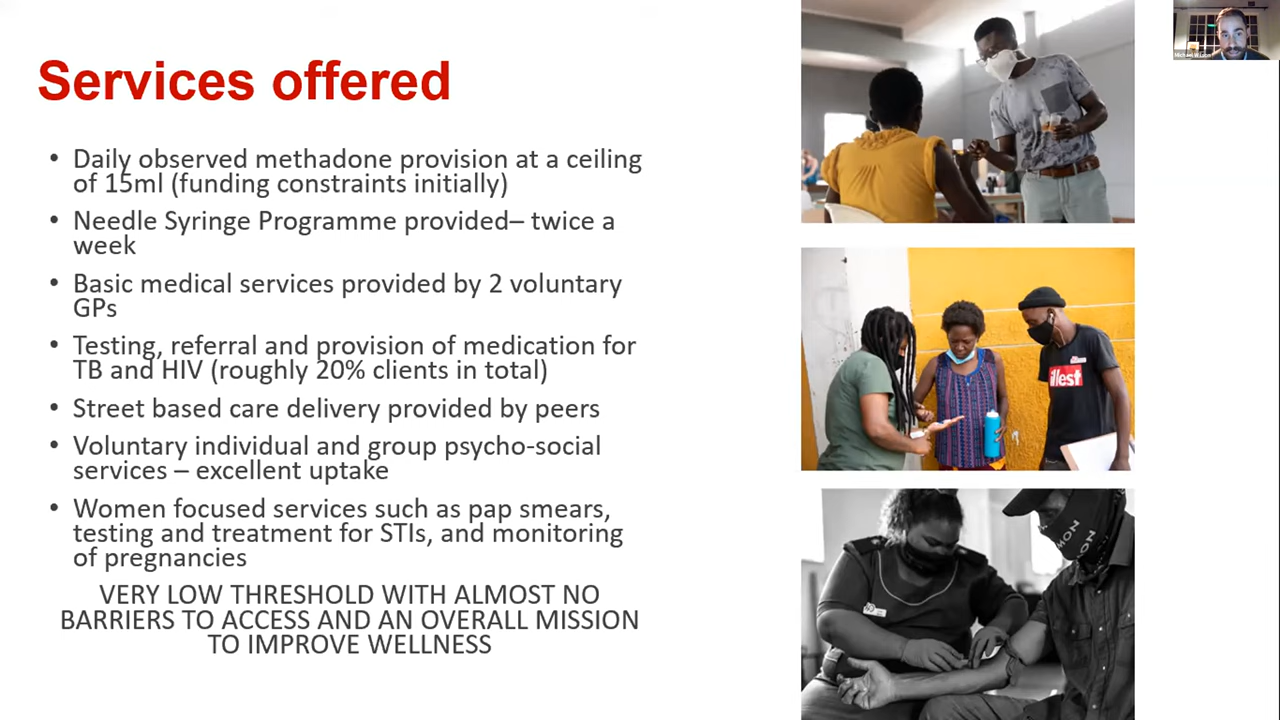 Services offered
• Daily observed methadone provision at a ceiling
of 15ml (funding constraints initially)
• Needle Syringe Programme provided– twice a
week
• Basic medical services provided by 2 voluntary
GPs
• Testing, referral and provision of medication for
TB and HIV (roughly 20% clients in total)
• Street based care delivery provided by peers
• Voluntary individual and group psycho-social
services – excellent uptake
• Women focused services such as pap smears,
testing and treatment for STIs, and monitoring
of pregnancies
VERY LOW THRESHOLD WITH ALMOST NO
BARRIERS TO ACCESS AND AN OVERALL MISSION
TO IMPROVE WELLNESS
illest
MON
ON